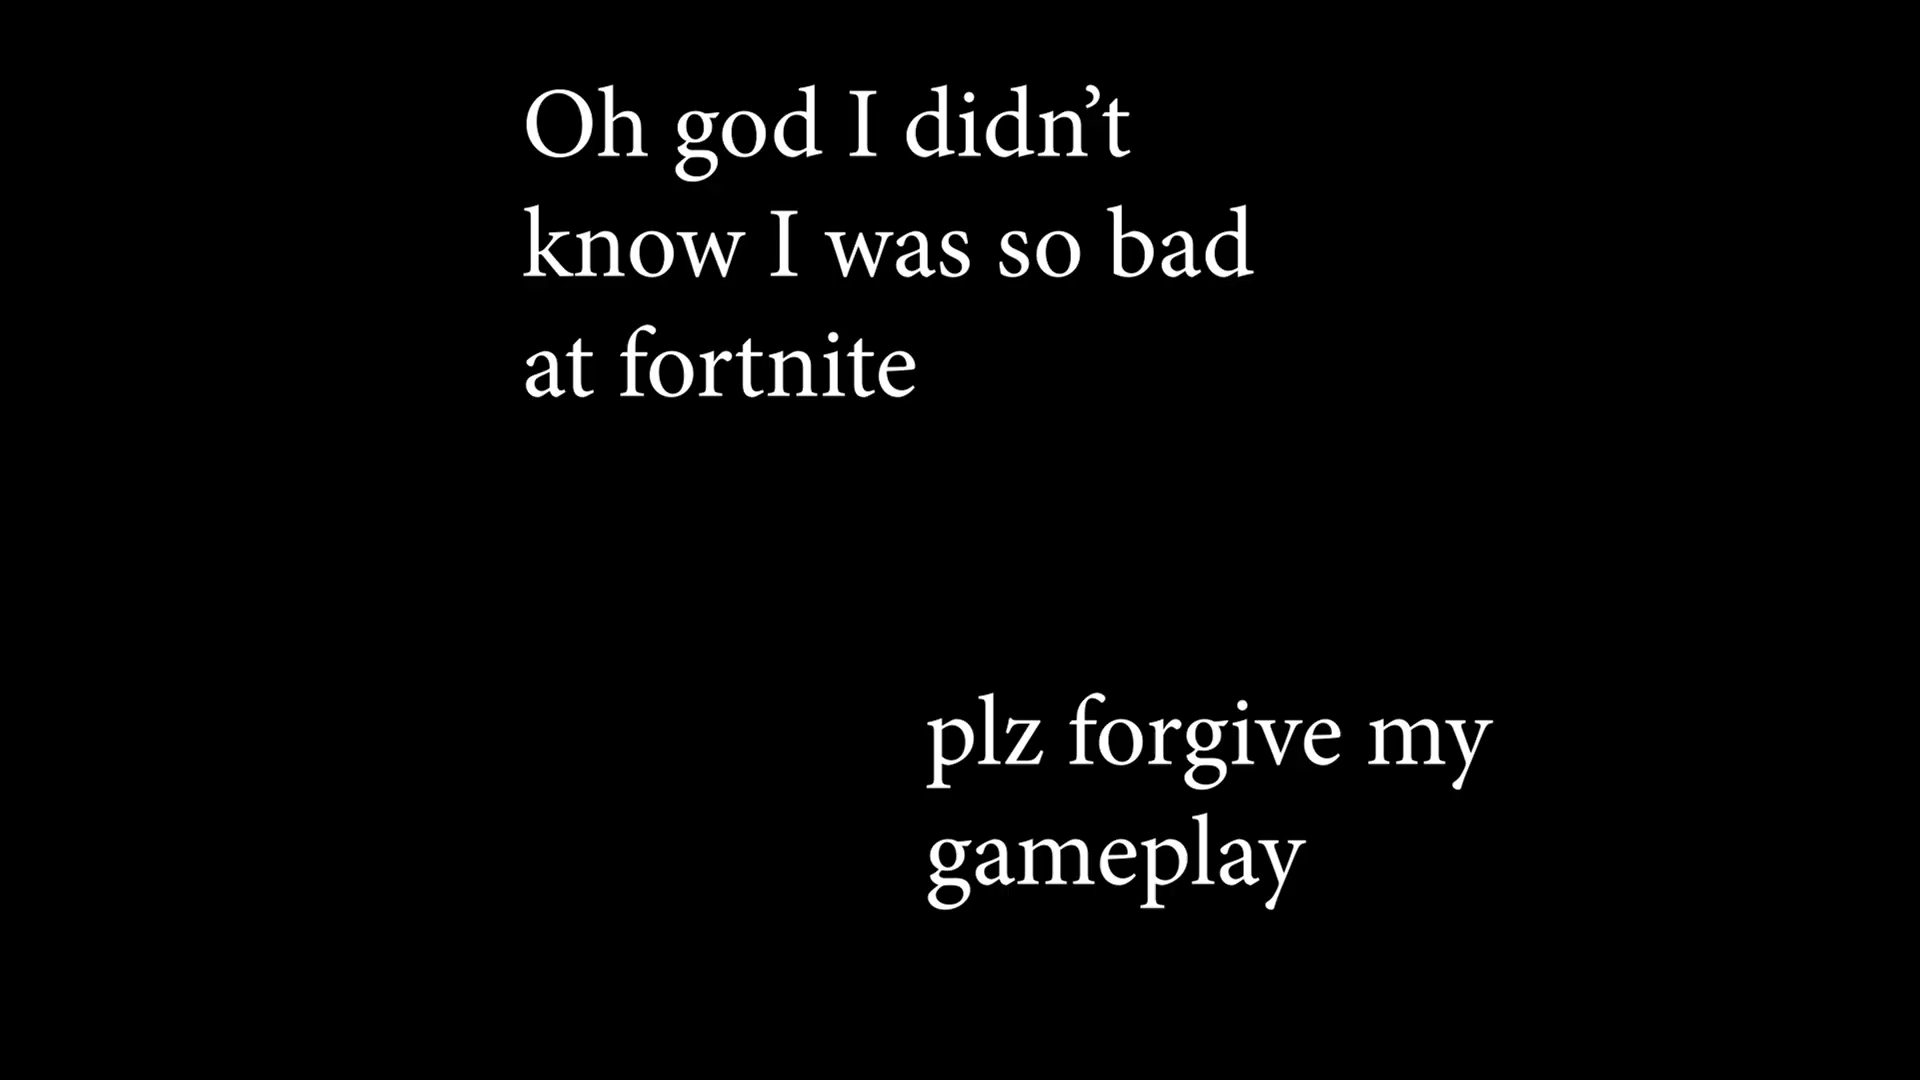 Oh god I didn’t
know I was so bad
at fortnite
plz forgive my
gameplay